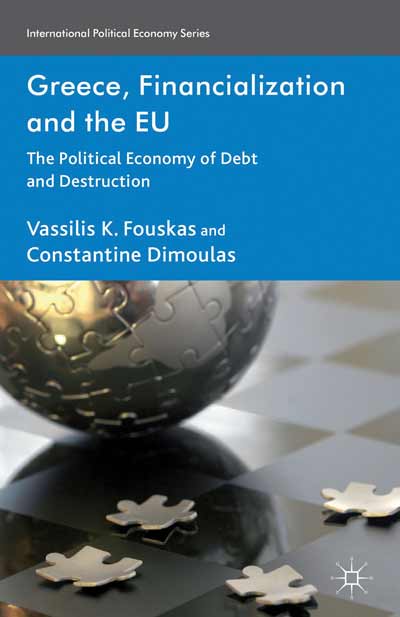 International Political Economy Series
Greece, Financialization
and the EU
The Political Economy of Debt
and Destruction
Vassilis K. Fouskas and
Constantine Dimoulas